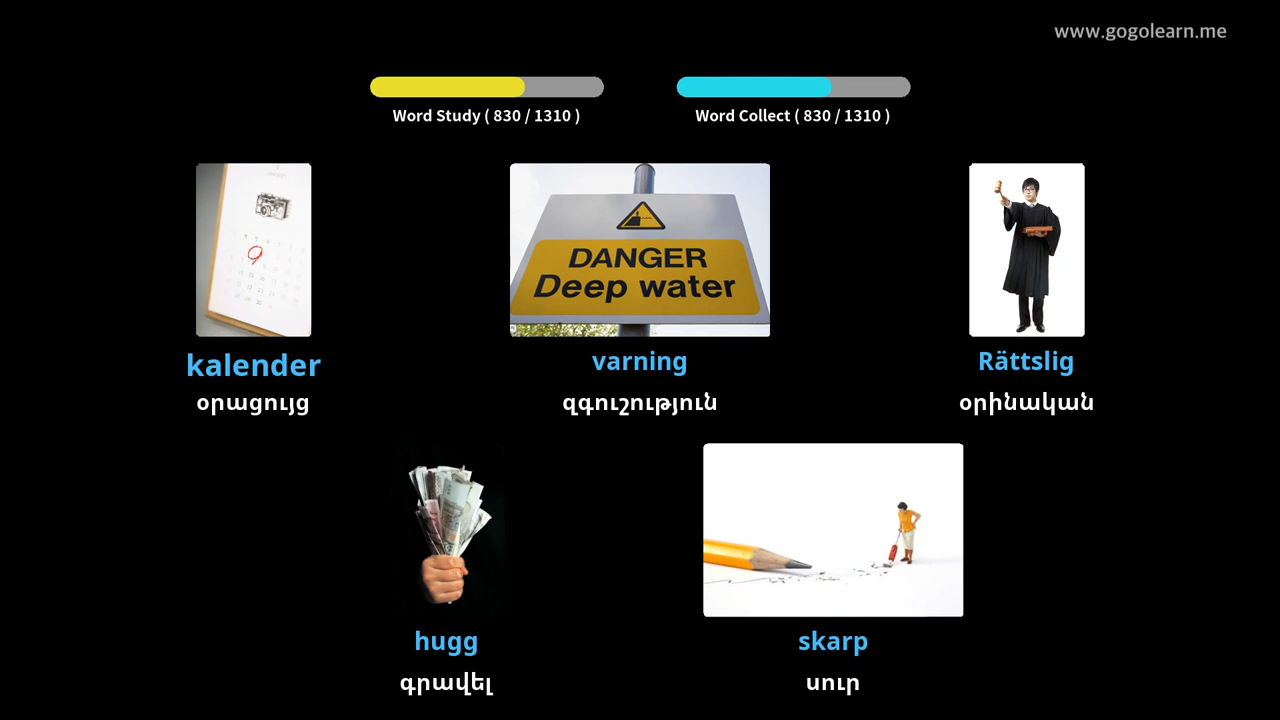 www.gogolearn.me
Word Study ( 830 / 1310 )
Word Collect ( 830 / 1310 )
DANGER
Deep water
kalender
varning
Rättslig
օրացույց
զգուշություն
օրինական
hugg
skarp
գրավել
սուր